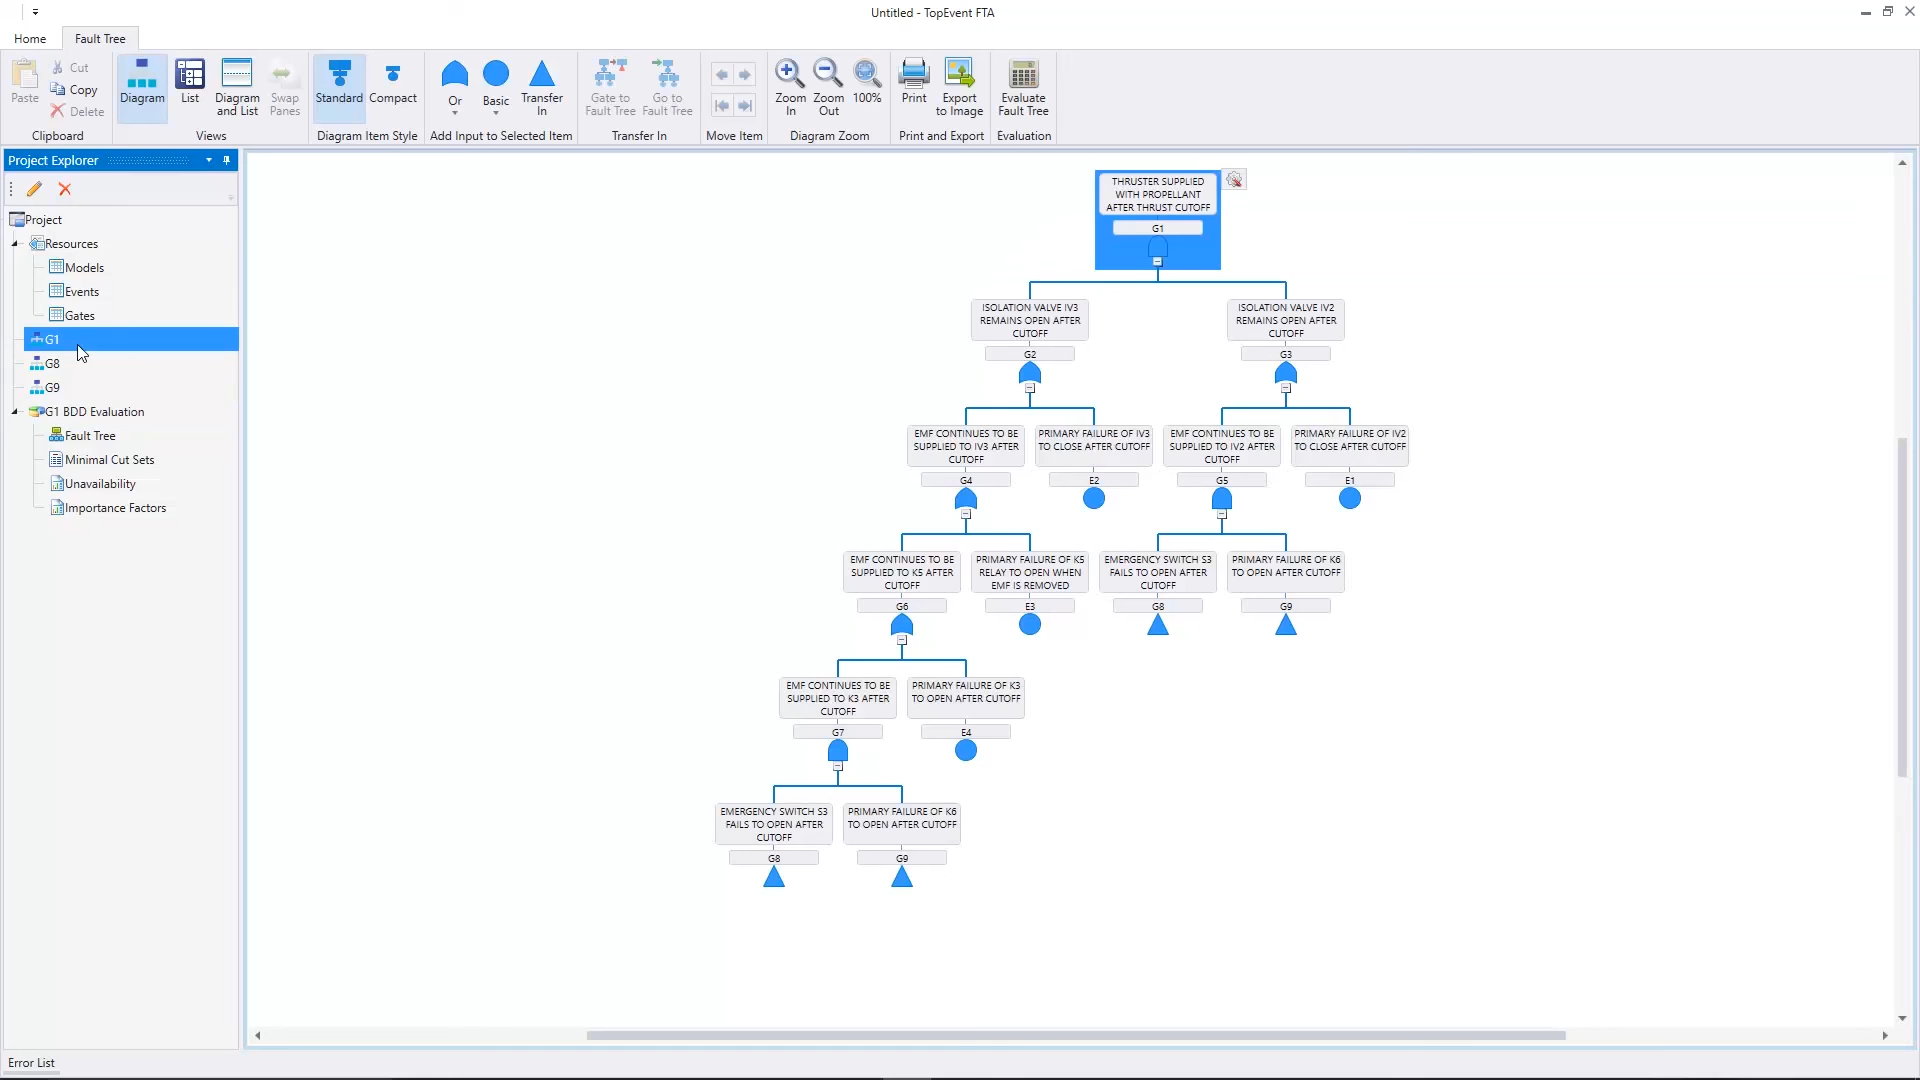 Untitled - TopEvent FTA
Home
Fault Tree
Paste
Cut
Copy
Delete
Clipboard
Diagram
List
Diagram
and List
Swap
Panes
Views
Standard
Compact
Diagram Item Style
Or
Basic
Transfer
In
Add Input to Selected Item
Gate to
Fault Tree
Go to
Fault Tree
Transfer In
Move Item
Zoom
In
Zoom
Out
100%
Diagram Zoom
Print
Export
to Image
Print and Export
Evaluate
Fault Tree
Evaluation
Project Explorer
Project
Resources
Models
Events
Gates
G1
G8
G9
G1 BDD Evaluation
Fault Tree
Minimal Cut Sets
Unavailability
Importance Factors
THRUSTER SUPPLIED
WITH PROPELLANT
AFTER THRUST CUTOFF
G1
ISOLATION VALVE IV3
REMAINS OPEN AFTER
CUTOFF
G2
ISOLATION VALVE IV2
REMAINS OPEN AFTER
CUTOFF
G3
EMF CONTINUES TO BE
SUPPLIED TO IV3 AFTER
CUTOFF
G4
PRIMARY FAILURE OF IV3
TO CLOSE AFTER CUTOFF
E2
EMF CONTINUES TO BE
SUPPLIED TO IV2 AFTER
CUTOFF
G5
PRIMARY FAILURE OF IV2
TO CLOSE AFTER CUTOFF
E1
EMF CONTINUES TO BE
SUPPLIED TO K5 AFTER
CUTOFF
G6
PRIMARY FAILURE OF K5
RELAY TO OPEN WHEN
EMF IS REMOVED
E3
EMERGENCY SWITCH S3
FAILS TO OPEN AFTER
CUTOFF
G8
PRIMARY FAILURE OF K6
TO OPEN AFTER CUTOFF
G9
EMF CONTINUES TO BE
SUPPLIED TO K3 AFTER
CUTOFF
G7
PRIMARY FAILURE OF K3
TO OPEN AFTER CUTOFF
E4
EMERGENCY SWITCH S3
FAILS TO OPEN AFTER
CUTOFF
G8
PRIMARY FAILURE OF K6
TO OPEN AFTER CUTOFF
G9
Error List